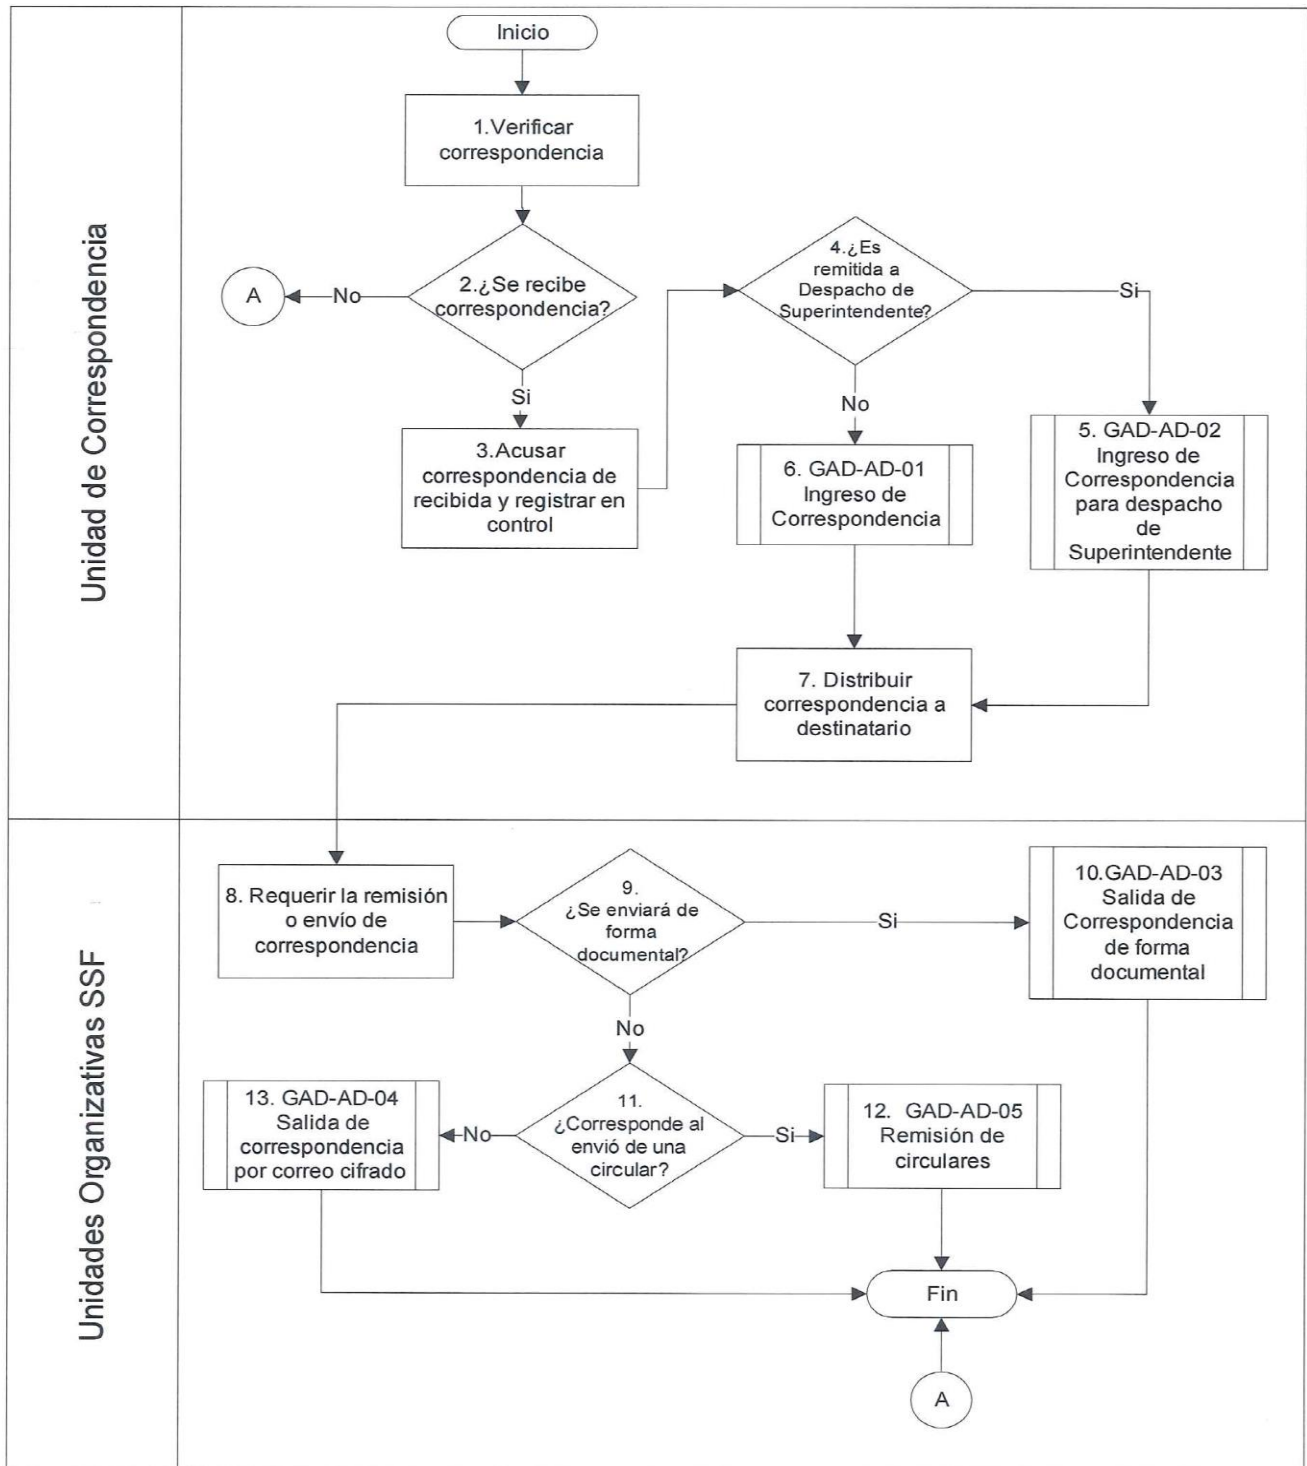 Unidad de Correspondencia
Inicio
1.Verificar
correspondencia
2.¿Se recibe
correspondencia?
No
A
Si
3.Acusar
correspondencia de
recibida y registrar en
control
4.¿Es
remitida a
Despacho de
Superintendente?
Si
No
5. GAD-AD-02
Ingreso de
Correspondencia
para despacho
de
Superintendente
6. GAD-AD-01
Ingreso de
Correspondencia
7. Distribuir
correspondencia a
destinatario
Unidades Organizativas SSF
8. Requerir la remisión
o envío de
correspondencia
9.
¿Se enviará de
forma
documental?
Si
10.GAD-AD-03
Salida de
Correspondencia
de forma
documental
No
11.
¿Corresponde al
envió de una
circular?
Si
12. GAD-AD-05
Remisión de
circulares
No
13. GAD-AD-04
Salida de
correspondencia
por correo cifrado
Fin
A